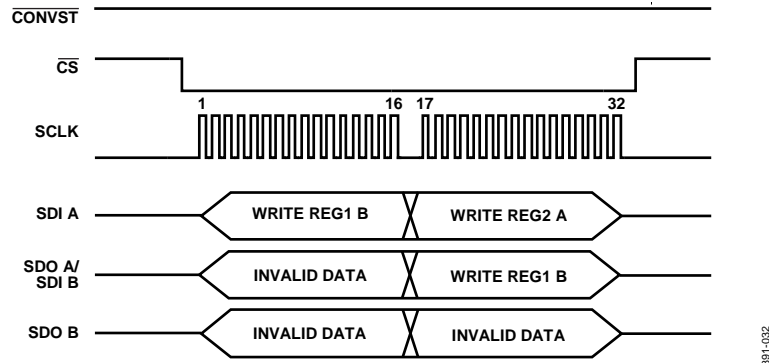 CONVST
CS
1 16 17 32
SCLK
SDI A WRITE REG1 B WRITE REG2 A
SDO A/
SDI B INVALID DATA WRITE REG1 B
SDO B INVALID DATA INVALID DATA